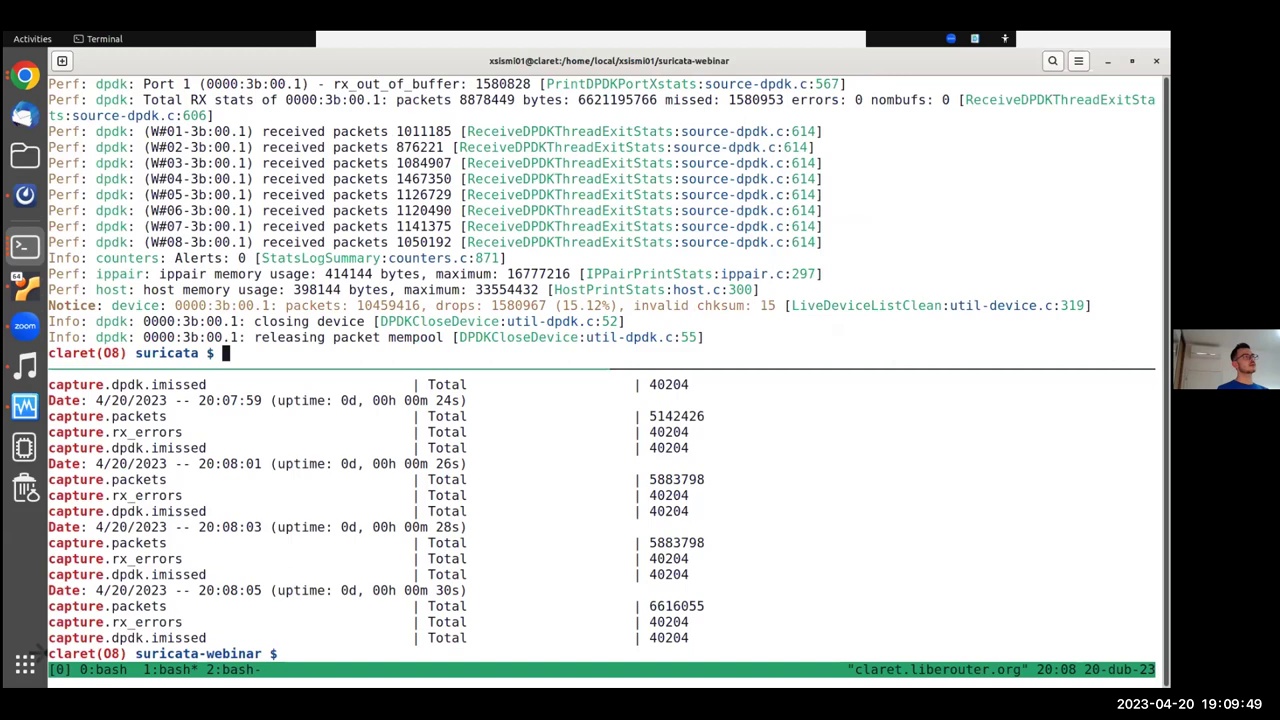 Activities
Terminal
xsismi01@claret:/home/local/xsismi01/suricata-webinar
Perf: dpdk: Port 1 (0000:3b:00.1) - rx_out_of_buffer: 1580828 [PrintDPDKPortXstats:source-dpdk.c:567]
Perf: dpdk: Total RX stats of 0000:3b:00.1: packets 8878449 bytes: 6621195766 missed: 1580953 errors: 0 nombufs: 0 [ReceiveDPDKThreadExitSta
ts:source-dpdk.c:606]
Perf: dpdk: (W#01-3b:00.1) received packets 1011185 [ReceiveDPDKThreadExitStats:source-dpdk.c:614]
Perf: dpdk: (W#02-3b:00.1) received packets 876221 [ReceiveDPDKThreadExitStats:source-dpdk.c:614]
Perf: dpdk: (W#03-3b:00.1) received packets 1084907 [ReceiveDPDKThreadExitStats:source-dpdk.c:614]
Perf: dpdk: (W#04-3b:00.1) received packets 1467350 [ReceiveDPDKThreadExitStats:source-dpdk.c:614]
Perf: dpdk: (W#05-3b:00.1) received packets 1126729 [ReceiveDPDKThreadExitStats:source-dpdk.c:614]
Perf: dpdk: (W#06-3b:00.1) received packets 1120490 [ReceiveDPDKThreadExitStats:source-dpdk.c:614]
Perf: dpdk: (W#07-3b:00.1) received packets 1141375 [ReceiveDPDKThreadExitStats:source-dpdk.c:614]
Perf: dpdk: (W#08-3b:00.1) received packets 1050192 [ReceiveDPDKThreadExitStats:source-dpdk.c:614]
Info: counters: Alerts: 0 [StatsLogSummary:counters.c:871]
Perf: ippair: ippair memory usage: 414144 bytes, maximum: 16777216 [IPPairPrintStats:ippair.c:297]
Perf: host: host memory usage: 398144 bytes, maximum: 33554432 [HostPrintStats:host.c:300]
Notice: device: 0000:3b:00.1: packets: 10459416, drops: 1580967 (15.12%), invalid chksum: 15 [LiveDeviceListClean:util-device.c:319]
Info: dpdk: 0000:3b:00.1: closing device [DPDKCloseDevice:util-dpdk.c:52]
Info: dpdk: 0000:3b:00.1: releasing packet mempool [DPDKCloseDevice:util-dpdk.c:55]
claret(O8) suricata $
capture.dpdk.imissed | Total | 40204
Date: 4/20/2023 -- 20:07:59 (uptime: 0d, 00h 00m 24s)
capture.packets | Total | 5142426
capture.rx_errors | Total | 40204
capture.dpdk.imissed | Total | 40204
Date: 4/20/2023 -- 20:08:01 (uptime: 0d, 00h 00m 26s)
capture.packets | Total | 5883798
capture.rx_errors | Total | 40204
capture.dpdk.imissed | Total | 40204
Date: 4/20/2023 -- 20:08:03 (uptime: 0d, 00h 00m 28s)
capture.packets | Total | 5883798
capture.rx_errors | Total | 40204
capture.dpdk.imissed | Total | 40204
Date: 4/20/2023 -- 20:08:05 (uptime: 0d, 00h 00m 30s)
capture.packets | Total | 6616055
capture.rx_errors | Total | 40204
capture.dpdk.imissed | Total | 40204
claret(O8) suricata-webinar $
[0] 0:bash 1:bash* 2:bash- "claret.liberouter.org" 20:08 20-dub-23
64
zoom
2023-04-20 19:09:49